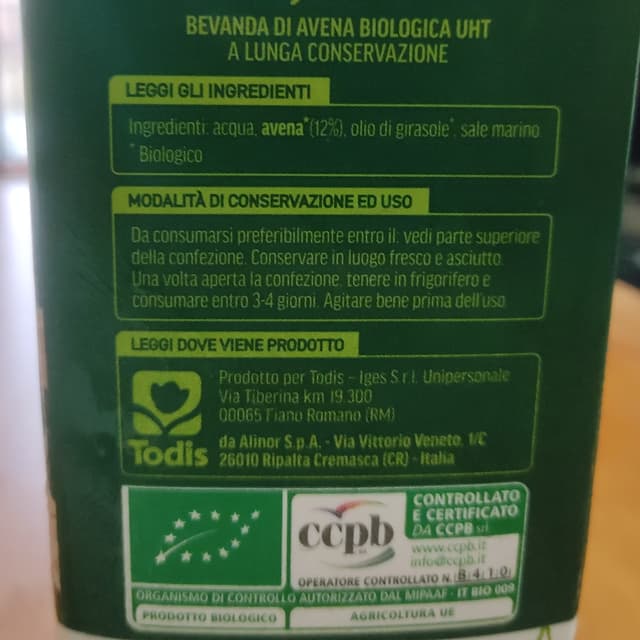 BEVANDA DI AVENA BIOLOGICA UHT
A LUNGA CONSERVAZIONE
LEGGI GLI INGREDIENTI
Ingredienti: acqua, avena*(12%), olio di girasole*, sale marino
* Biologico
MODALITÀ DI CONSERVAZIONE ED USO
Da consumarsi preferibilmente entro il: vedi parte superiore
della confezione. Conservare in luogo fresco e asciutto.
Una volta aperta la confezione, tenere in frigorifero e
consumare entro 3-4 giorni. Agitare bene prima dell'uso.
LEGGI DOVE VIENE PRODOTTO
Prodotto per Todis - Iges S.r.l. Unipersonale
Via Tiberina km 19.300
00065 Fiano Romano (RM)
Todis
da Alinor S.p.A. - Via Vittorio Veneto, 1/C
26010 Ripalta Cremasca (CR) - Italia
ccpb
CONTROLLATO
E CERTIFICATO
DA CCPB srl
www.ccpb.it
info@ccpb.it
OPERATORE CONTROLLATO N. B410
ORGANISMO DI CONTROLLO AUTORIZZATO DAL MIPAAF - IT BIO 009
PRODOTTO BIOLOGICO
AGRICOLTURA UE